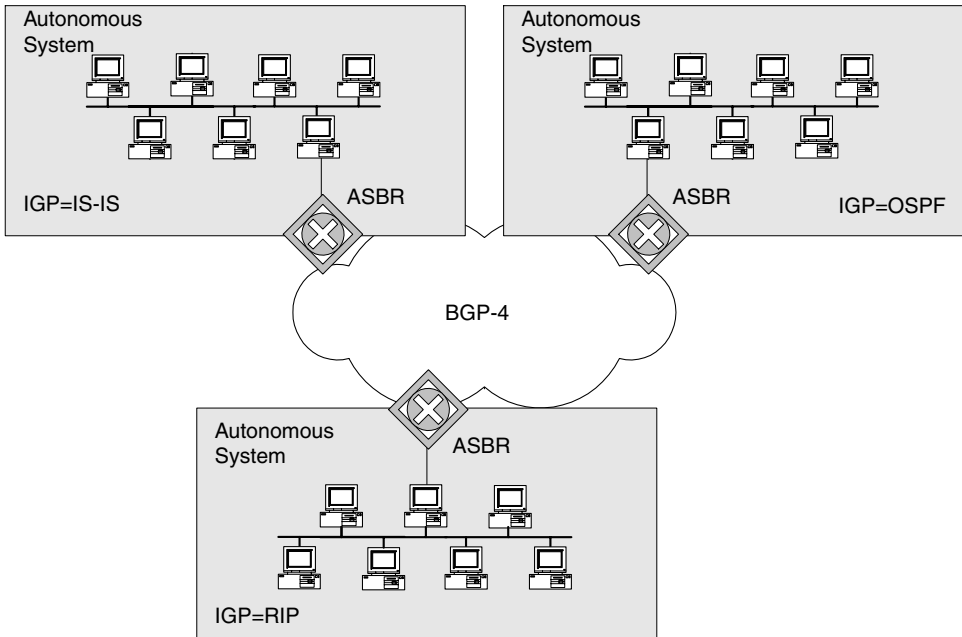 Autonomous
System
ASBR
IGP=IS-IS
Autonomous
System
ASBR
IGP=OSPF
BGP-4
Autonomous
System
ASBR
IGP=RIP